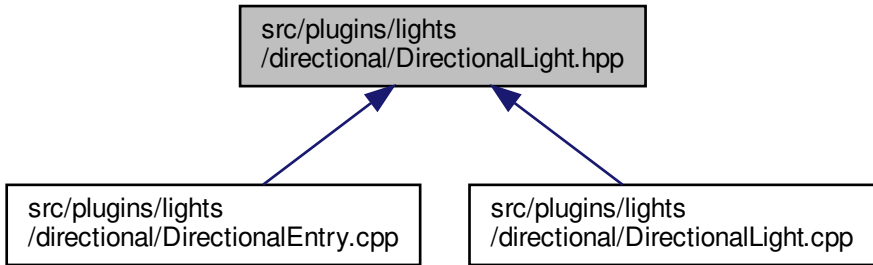 src/plugins/lights
/directional/DirectionalLight.hpp
src/plugins/lights
/directional/DirectionalEntry.cpp
src/plugins/lights
/directional/DirectionalLight.cpp